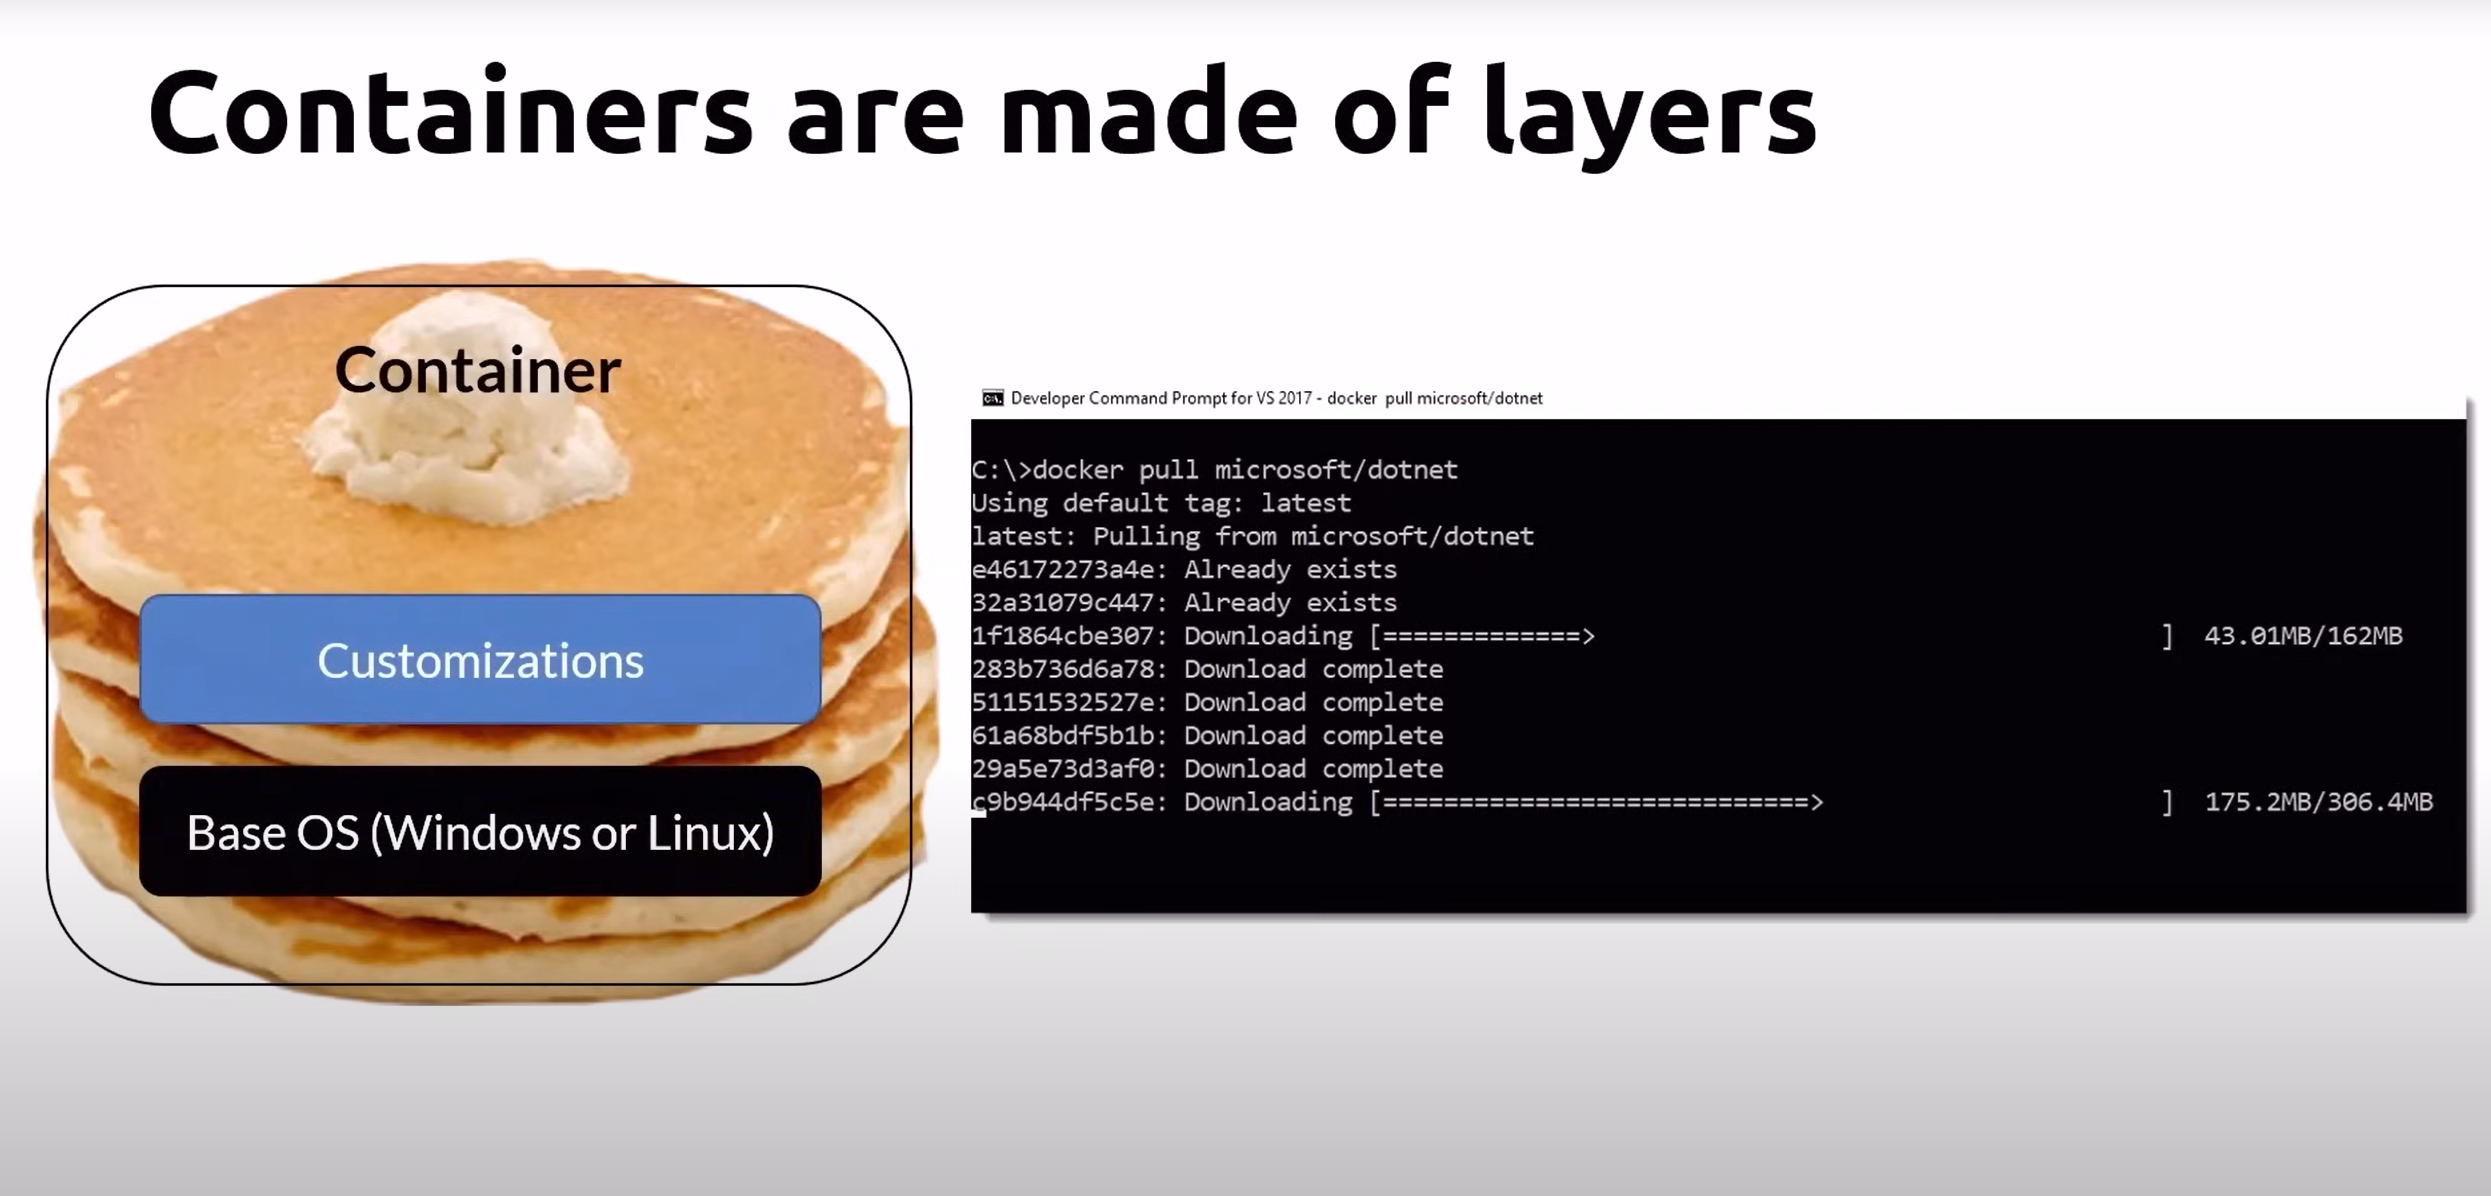 Containers are made of layers
Container
Customizations
Base OS (Windows or Linux)
Developer Command Prompt for VS 2017 - docker  pull microsoft/dotnet
C:\>docker pull microsoft/dotnet
Using default tag: latest
latest: Pulling from microsoft/dotnet
e46172273a4e: Already exists
32a31079c447: Already exists
1f1864cbe307: Downloading [=============>                                     ]  43.01MB/162MB
283b736d6a78: Download complete
51151532527e: Download complete
61a68bdf5b1b: Download complete
29a5e73d3af0: Download complete
c9b944df5c5e: Downloading [============================>                      ]  175.2MB/306.4MB